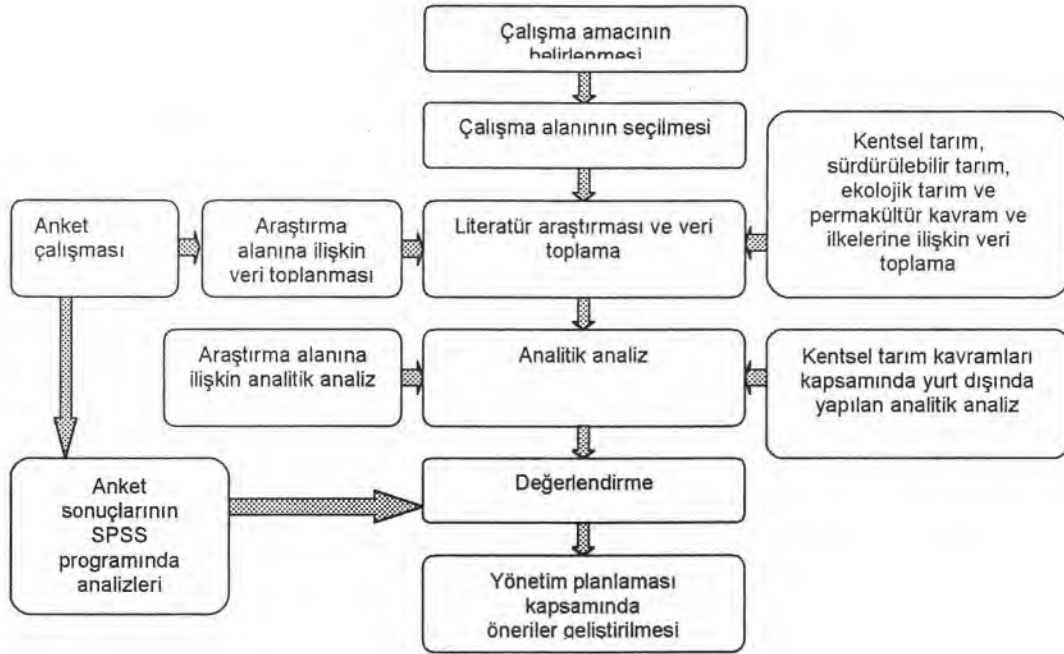 Çalışma amacının
belirlenmesi
Çalışma alanının seçilmesi
Kentsel tarım,
sürdürülebilir tarım,
ekolojik tarım ve
permakültür kavram ve
ilkelerine ilişkin veri
toplama
Anket
çalışması
Araştırma
alanına ilişkin
veri toplanması
Literatür araştırması ve veri
toplama
Araştırma alanına
ilişkin analitik analiz
Analitik analiz
Kentsel tarım kavramları
kapsamında yurt dışında
yapılan analitik analiz
Anket
sonuçlarının
SPSS
programında
analizleri
Değerlendirme
Yönetim planlaması
kapsamında
öneriler geliştirilmesi